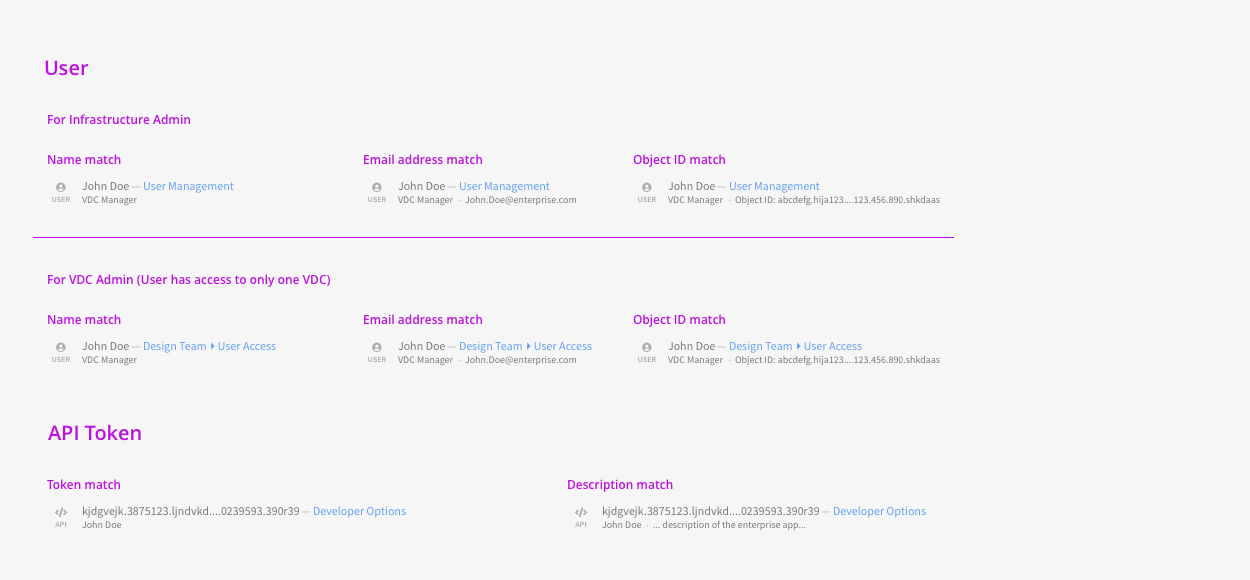 User
For Infrastructure Admin
Name match
John Doe — User Management
USER VDC Manager
Email address match
John Doe — User Management
USER VDC Manager · John.Doe@enterprise.com
Object ID match
John Doe — User Management
USER VDC Manager · Object ID: abcdefg.hija123....123.456.890.shkdaas
For VDC Admin (User has access to only one VDC)
Name match
John Doe — Design Team ▸ User Access
USER VDC Manager
Email address match
John Doe — Design Team ▸ User Access
USER VDC Manager · John.Doe@enterprise.com
Object ID match
John Doe — Design Team ▸ User Access
USER VDC Manager · Object ID: abcdefg.hija123....123.456.890.shkdaas
API Token
Token match
kjdgvejk.3875123.ljndvkd....0239593.390r39 — Developer Options
API John Doe
Description match
kjdgvejk.3875123.ljndvkd....0239593.390r39 — Developer Options
API John Doe · ... description of the enterprise app...